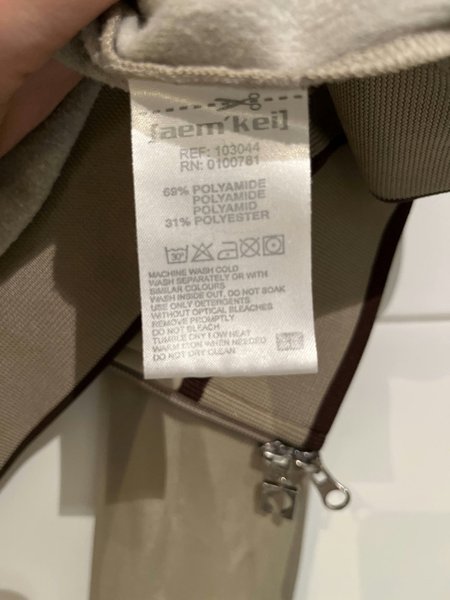 [aem´kei]
REF: 103044
RN: 0100781
69% POLYAMIDE
POLYAMIDE
POLYAMID
31% POLYESTER
30°
MACHINE WASH COLD
WASH SEPARATELY OR WITH
SIMILAR COLOURS
WASH INSIDE OUT, DO NOT SOAK
USE ONLY DETERGENTS
WITHOUT OPTICAL BLEACHES
REMOVE PROMPTLY
DO NOT BLEACH
TUMBLE DRY LOW HEAT
WARM IRON WHEN NEEDED
DO NOT DRY CLEAN